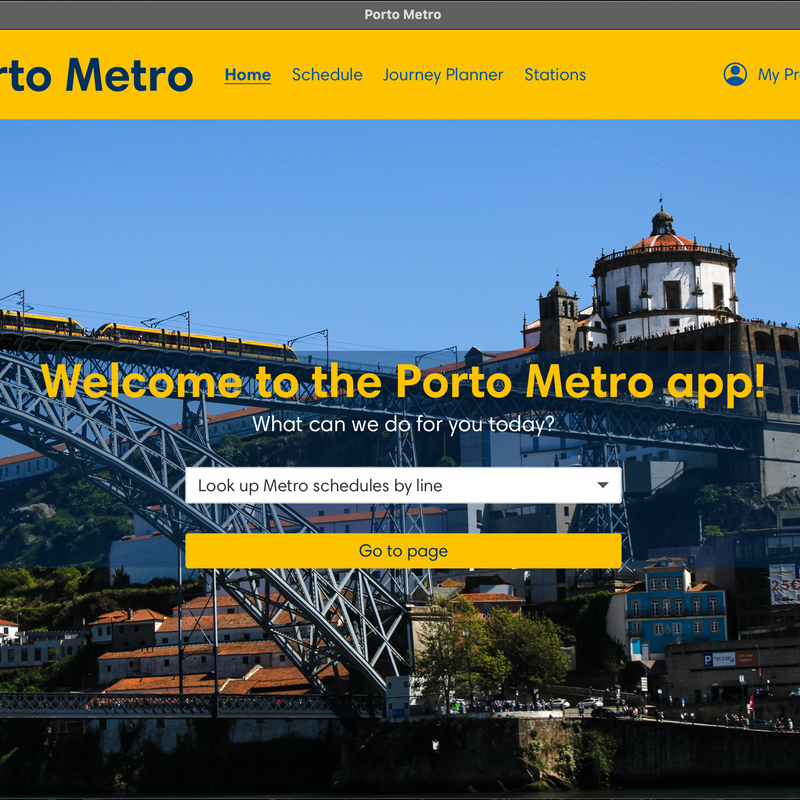 Porto Metro
rto Metro Home Schedule Journey Planner Stations My Pr
Welcome to the Porto Metro app!
What can we do for you today?
Look up Metro schedules by line
Go to page
P
25€